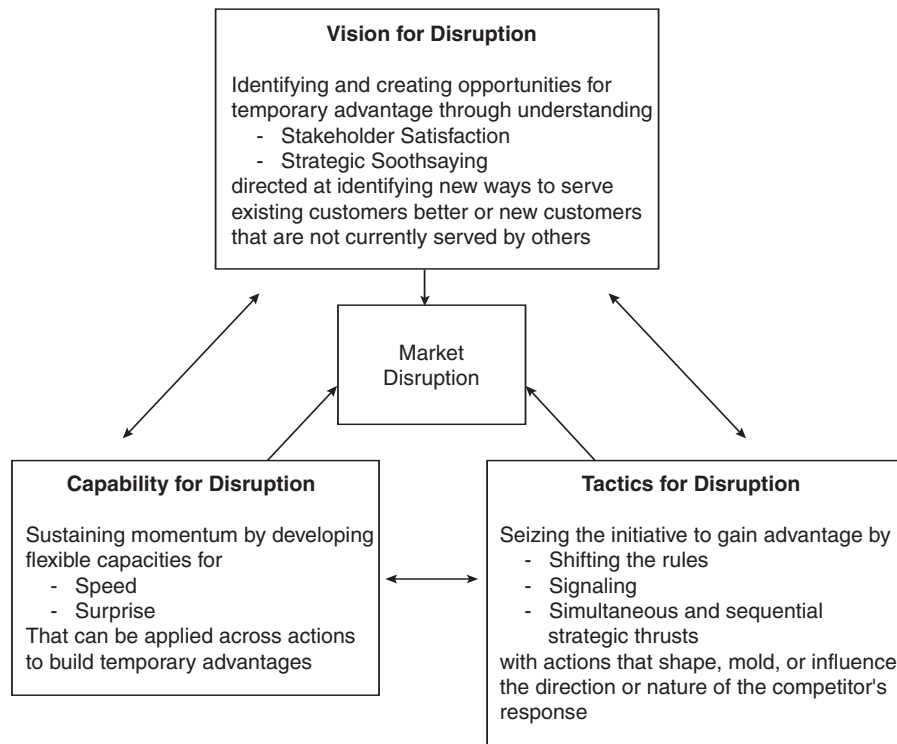 Vision for Disruption
Identifying and creating opportunities for
temporary advantage through understanding
- Stakeholder Satisfaction
- Strategic Soothsaying
directed at identifying new ways to serve
existing customers better or new customers
that are not currently served by others
Market
Disruption
Capability for Disruption
Sustaining momentum by developing
flexible capacities for
- Speed
- Surprise
That can be applied across actions
to build temporary advantages
Tactics for Disruption
Seizing the initiative to gain advantage by
- Shifting the rules
- Signaling
- Simultaneous and sequential
strategic thrusts
with actions that shape, mold, or influence
the direction or nature of the competitor's
response